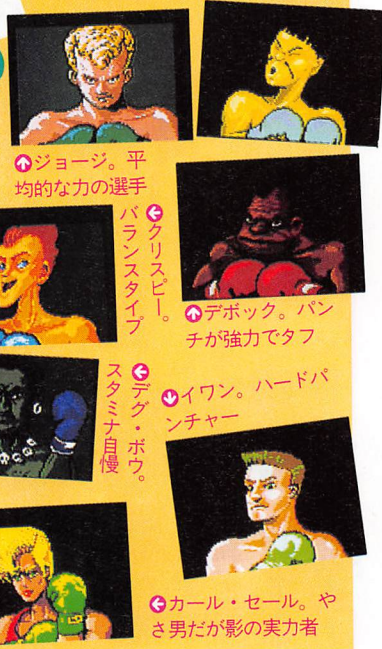 ⬆ジョージ。平
均的な力の選手
⬅クリスピー。
バランスタイプ
⬆デボック。パン
チが強力でタフ
⬅デグ・ボウ。
スタミナ自慢
⬇イワン。ハードパ
ンチャー
⬅カール・セール。や
さ男だが影の実力者